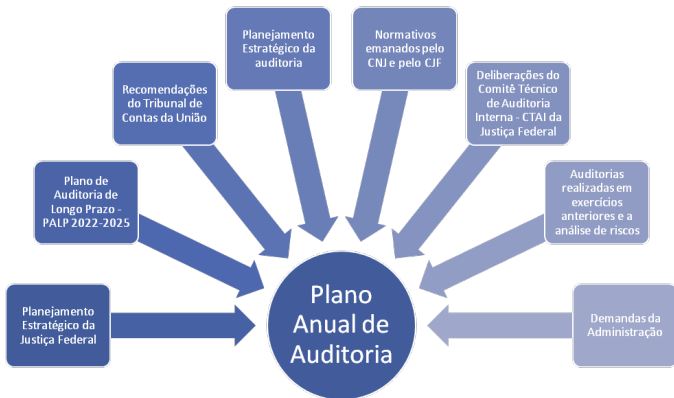 Planejamento
Estratégico da
Justiça Federal
Plano de
Auditoria de
Longo Prazo -
PALP 2022-2025
Recomendações
do Tribunal de
Contas da União
Planejamento
Estratégico da
auditoria
Normativos
emanados pelo
CNJ e pelo CJF
Deliberações do
Comitê Técnico
de Auditoria
Interna - CTAI da
Justiça Federal
Auditorias
realizadas em
exercícios
anteriores e a
análise de riscos
Demandas da
Administração
Plano
Anual de
Auditoria